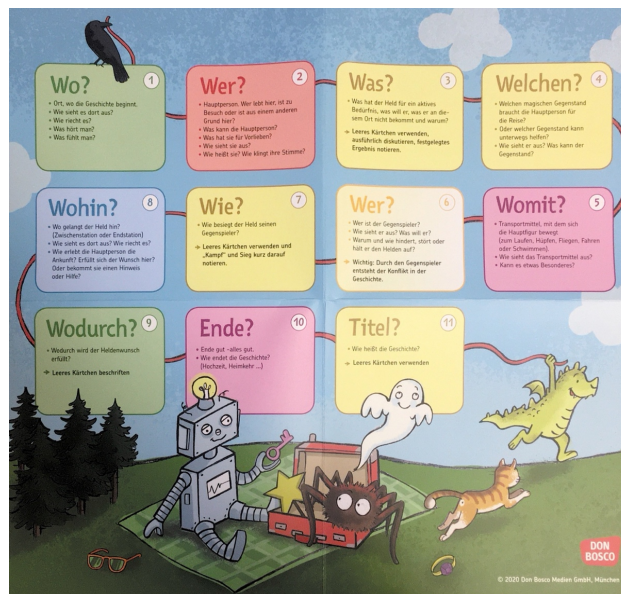 Wo?
1
• Ort, wo die Geschichte beginnt.
• Wie sieht es dort aus?
• Wie riecht es?
• Was hört man?
• Was fühlt man?
Wer?
2
• Hauptperson. Wer lebt hier, ist zu
Besuch oder ist aus einem anderen
Grund hier?
• Was kann die Hauptperson?
• Was hat sie für Vorlieben?
• Wie sieht sie aus?
• Wie heißt sie? Wie klingt ihre Stimme?
Was?
3
• Was hat der Held für ein aktives
Bedürfnis, was will er, was er an die-
sem Ort nicht bekommt und warum?
→ Leeres Kärtchen verwenden,
ausführlich diskutieren, festgelegtes
Ergebnis notieren.
Welchen?
4
• Welchen magischen Gegenstand
braucht die Hauptperson für
die Reise?
• Oder welcher Gegenstand kann
unterwegs helfen?
• Wie sieht er aus? Was kann der
Gegenstand?
Wohin?
8
• Wo gelangt der Held hin?
(Zwischenstation oder Endstation)
• Wie sieht es dort aus? Wie riecht es?
• Wie erlebt die Hauptperson die
Ankunft? Erfüllt sich der Wunsch hier?
Oder bekommt sie einen Hinweis
oder Hilfe?
Wie?
7
• Wie besiegt der Held seinen
Gegenspieler?
→ Leeres Kärtchen verwenden und
„Kampf“ und Sieg kurz darauf
notieren.
Wer?
6
• Wer ist der Gegenspieler?
• Wie sieht er aus? Was will er?
• Warum und wie hindert, stört oder
hält er den Helden auf?
→ Wichtig: Durch den Gegenspieler
entsteht der Konflikt in der
Geschichte.
Womit?
5
• Transportmittel, mit dem sich
die Hauptfigur bewegt
(zum Laufen, Hüpfen, Fliegen, Fahren
oder Schwimmen).
• Wie sieht das Transportmittel aus?
• Kann es etwas Besonderes?
Wodurch?
9
• Wodurch wird der Heldenwunsch
erfüllt?
→ Leeres Kärtchen beschriften
Ende?
10
• Ende gut –alles gut.
• Wie endet die Geschichte?
(Hochzeit, Heimkehr ...)
Titel?
11
• Wie heißt die Geschichte?
→ Leeres Kärtchen verwenden
DON
BOSCO
© 2020 Don Bosco Medien GmbH, München